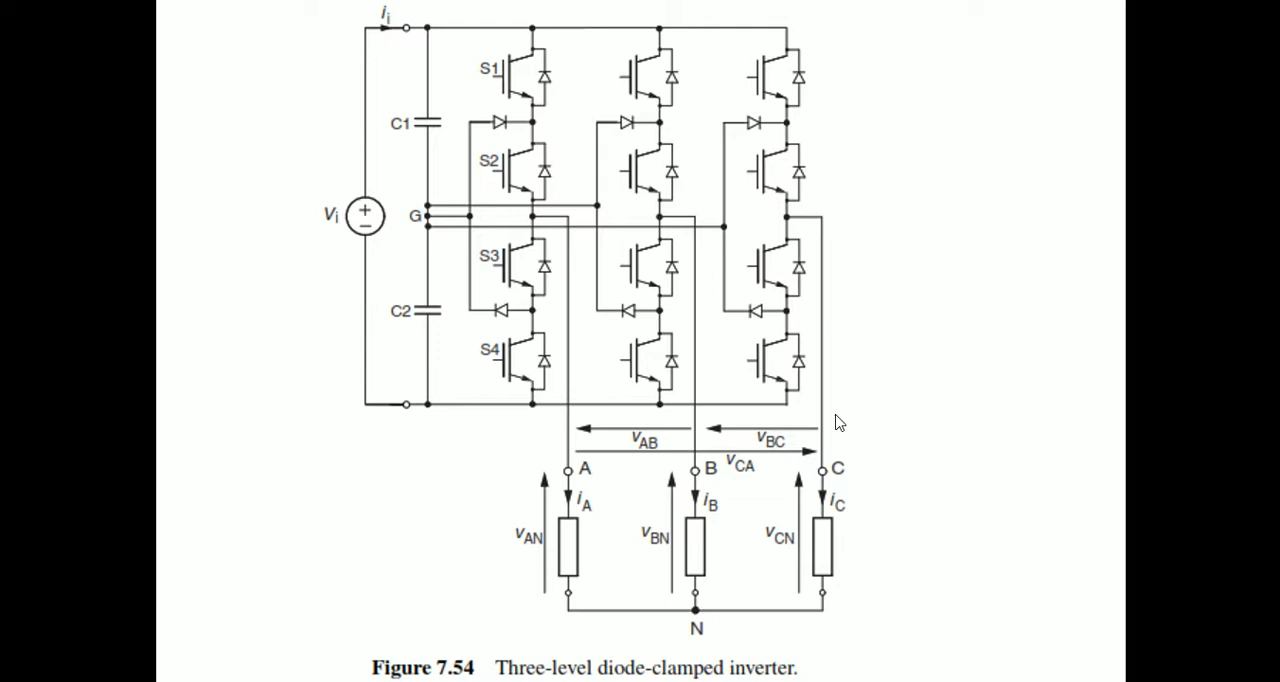 ii
S1
C1
S2
Vi
+
−
G
S3
C2
S4
vAB
vBC
vCA
A
B
C
iA
iB
iC
vAN
vBN
vCN
N
Figure 7.54 Three-level diode-clamped inverter.